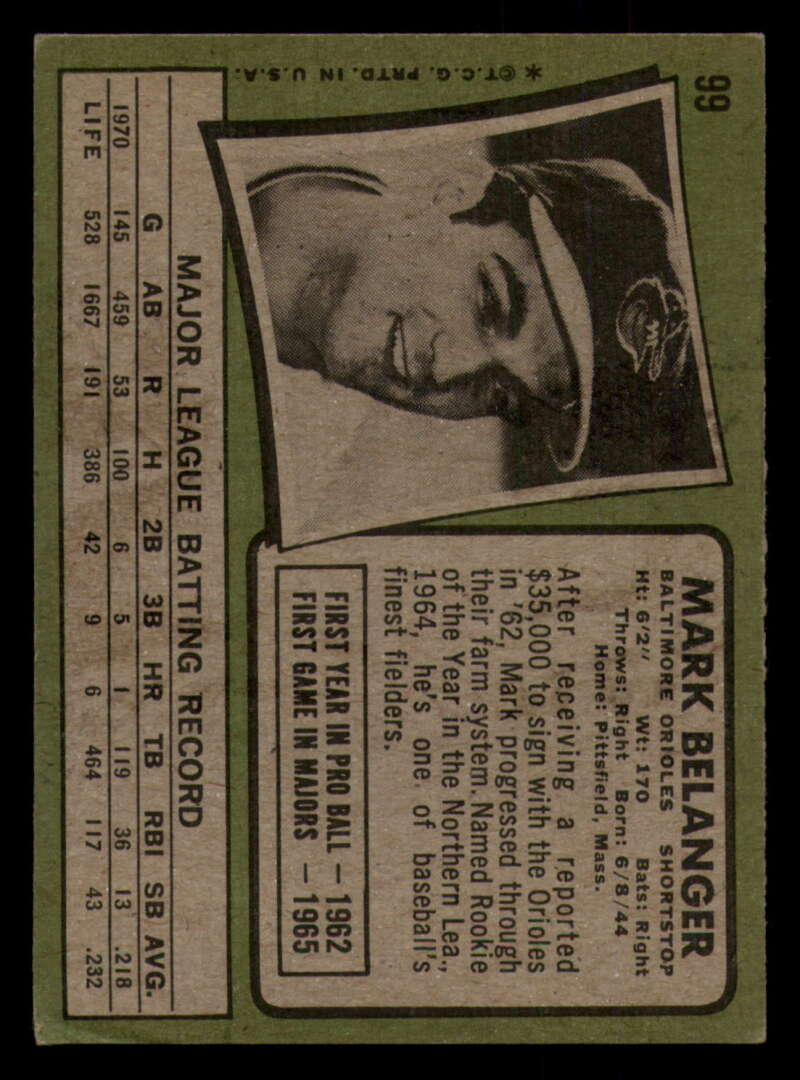 99
*©T.C.G. PRTD. IN U.S.A.
MARK BELANGER
BALTIMORE ORIOLES SHORTSTOP
Ht: 6'2" Wt: 170 Bats: Right
Throws: Right Born: 6/8/44
Home: Pittsfield, Mass.
After receiving a reported
$35,000 to sign with the Orioles
in '62, Mark progressed through
their farm system. Named Rookie
of the Year in the Northern Lea.,
1964, he's one of baseball's
finest fielders.
FIRST YEAR IN PRO BALL — 1962
FIRST GAME IN MAJORS — 1965
MAJOR LEAGUE BATTING RECORD
G AB R H 2B 3B HR TB RBI SB AVG.
1970 145 459 53 100 6 5 1 119 36 13 .218
LIFE 528 1667 191 386 42 9 6 464 117 43 .232